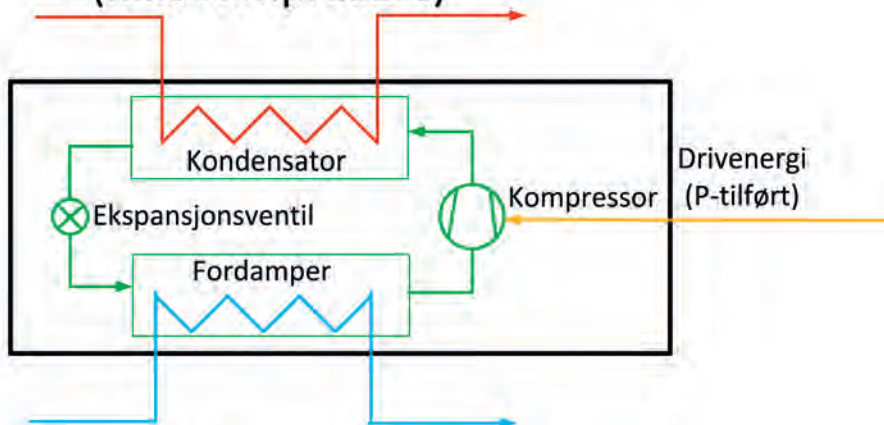 Kondensator
Drivenergi
Kompressor (P-tilført)
Ekspansjonsventil
Fordamper